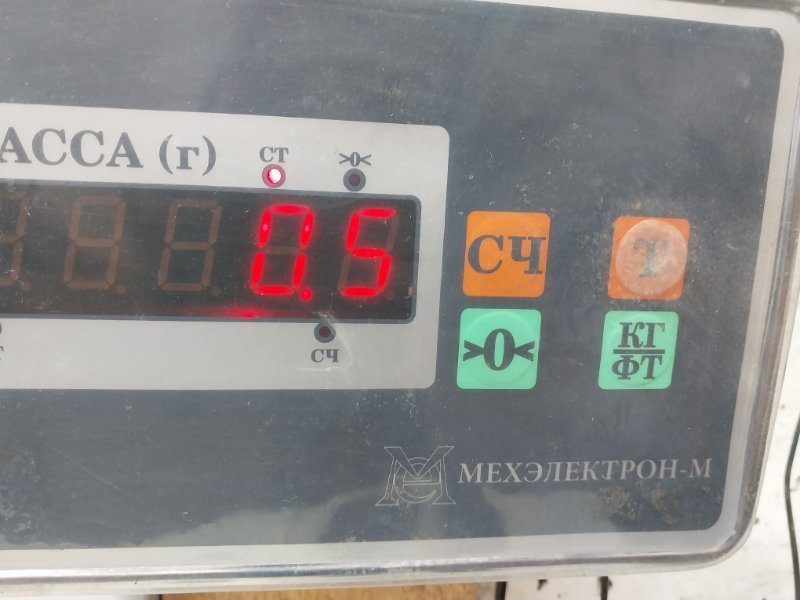 АССА (г)
СТ >0<
0.5
СЧ
СЧ Т
>0< КГ
ФТ
МЕХЭЛЕКТРОН-М